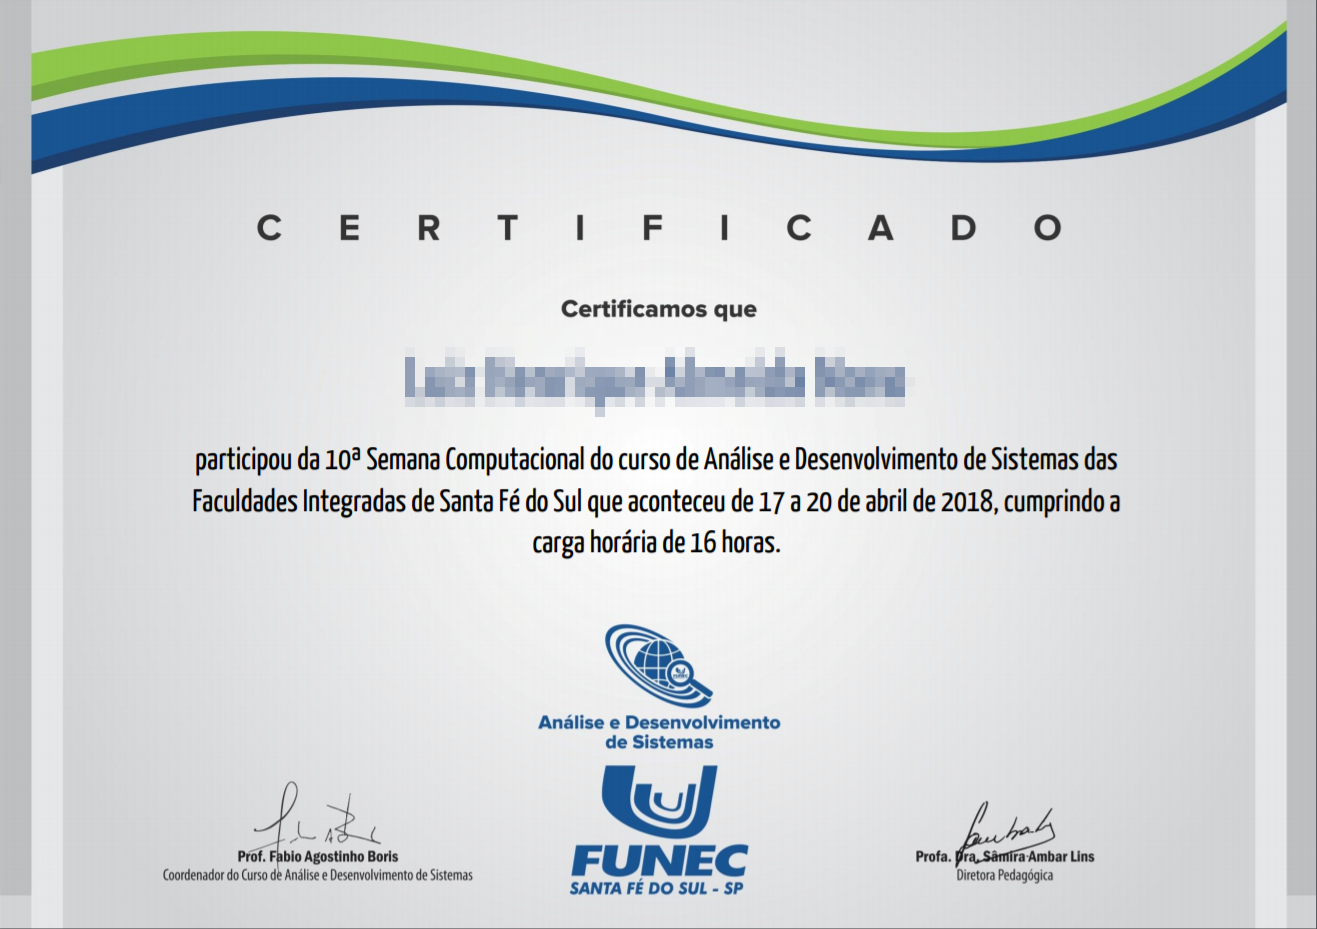 CERTIFICADO
Certificamos que
participou da 10ª Semana Computacional do curso de Análise e Desenvolvimento de Sistemas das
Faculdades Integradas de Santa Fé do Sul que aconteceu de 17 a 20 de abril de 2018, cumprindo a
carga horária de 16 horas.
Análise e Desenvolvimento
de Sistemas
FUNEC
SANTA FÉ DO SUL - SP
Prof. Fabio Agostinho Boris
Coordenador do Curso de Análise e Desenvolvimento de Sistemas
Profa. Dra. Sâmira Ambar Lins
Diretora Pedagógica